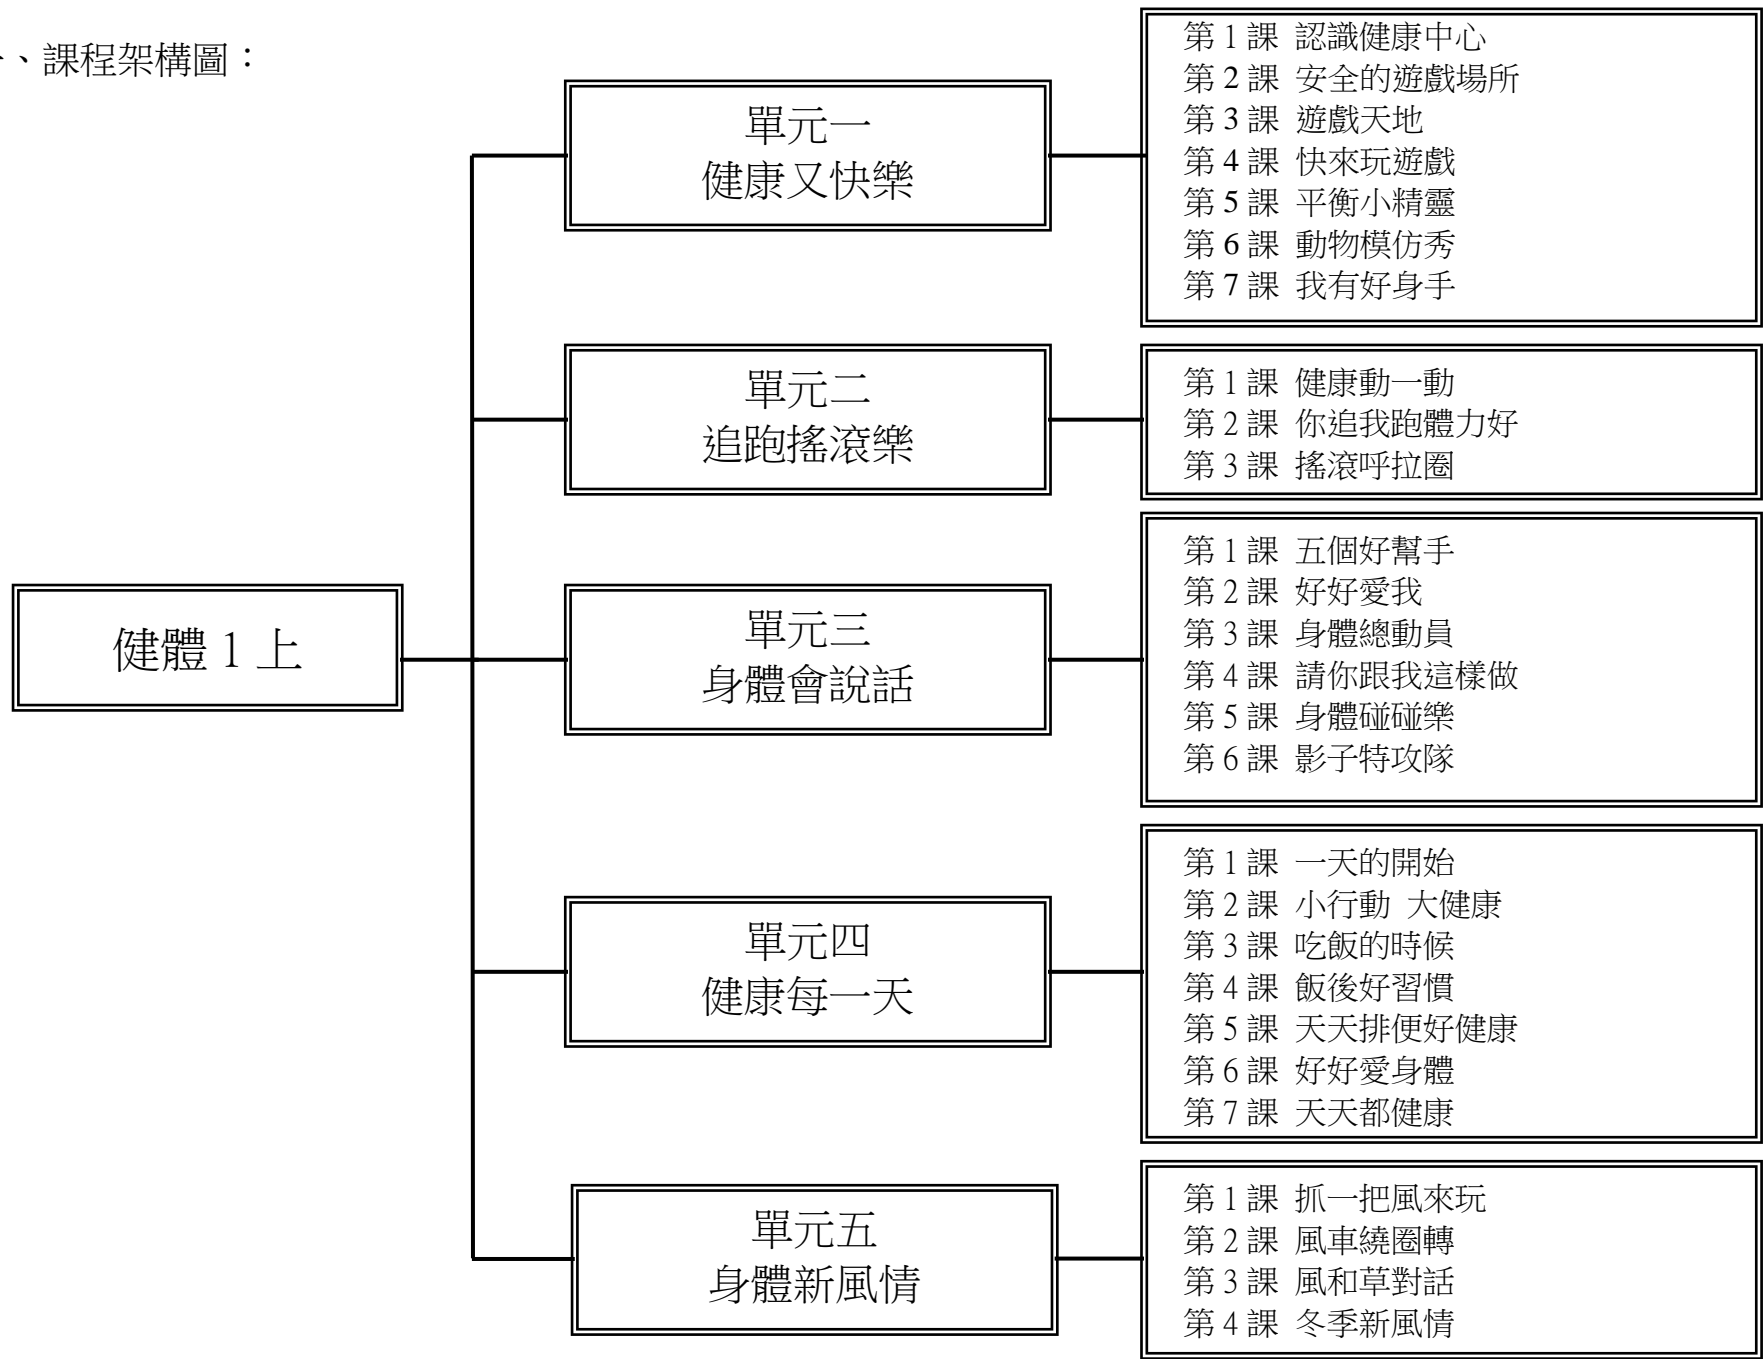 、課程架構圖：
健體 1 上
單元一
健康又快樂
第 1 課 認識健康中心
第 2 課 安全的遊戲場所
第 3 課 遊戲天地
第 4 課 快來玩遊戲
第 5 課 平衡小精靈
第 6 課 動物模仿秀
第 7 課 我有好身手
單元二
追跑搖滾樂
第 1 課 健康動一動
第 2 課 你追我跑體力好
第 3 課 搖滾呼拉圈
單元三
身體會說話
第 1 課 五個好幫手
第 2 課 好好愛我
第 3 課 身體總動員
第 4 課 請你跟我這樣做
第 5 課 身體碰碰樂
第 6 課 影子特攻隊
單元四
健康每一天
第 1 課 一天的開始
第 2 課 小行動 大健康
第 3 課 吃飯的時候
第 4 課 飯後好習慣
第 5 課 天天排便好健康
第 6 課 好好愛身體
第 7 課 天天都健康
單元五
身體新風情
第 1 課 抓一把風來玩
第 2 課 風車繞圈轉
第 3 課 風和草對話
第 4 課 冬季新風情